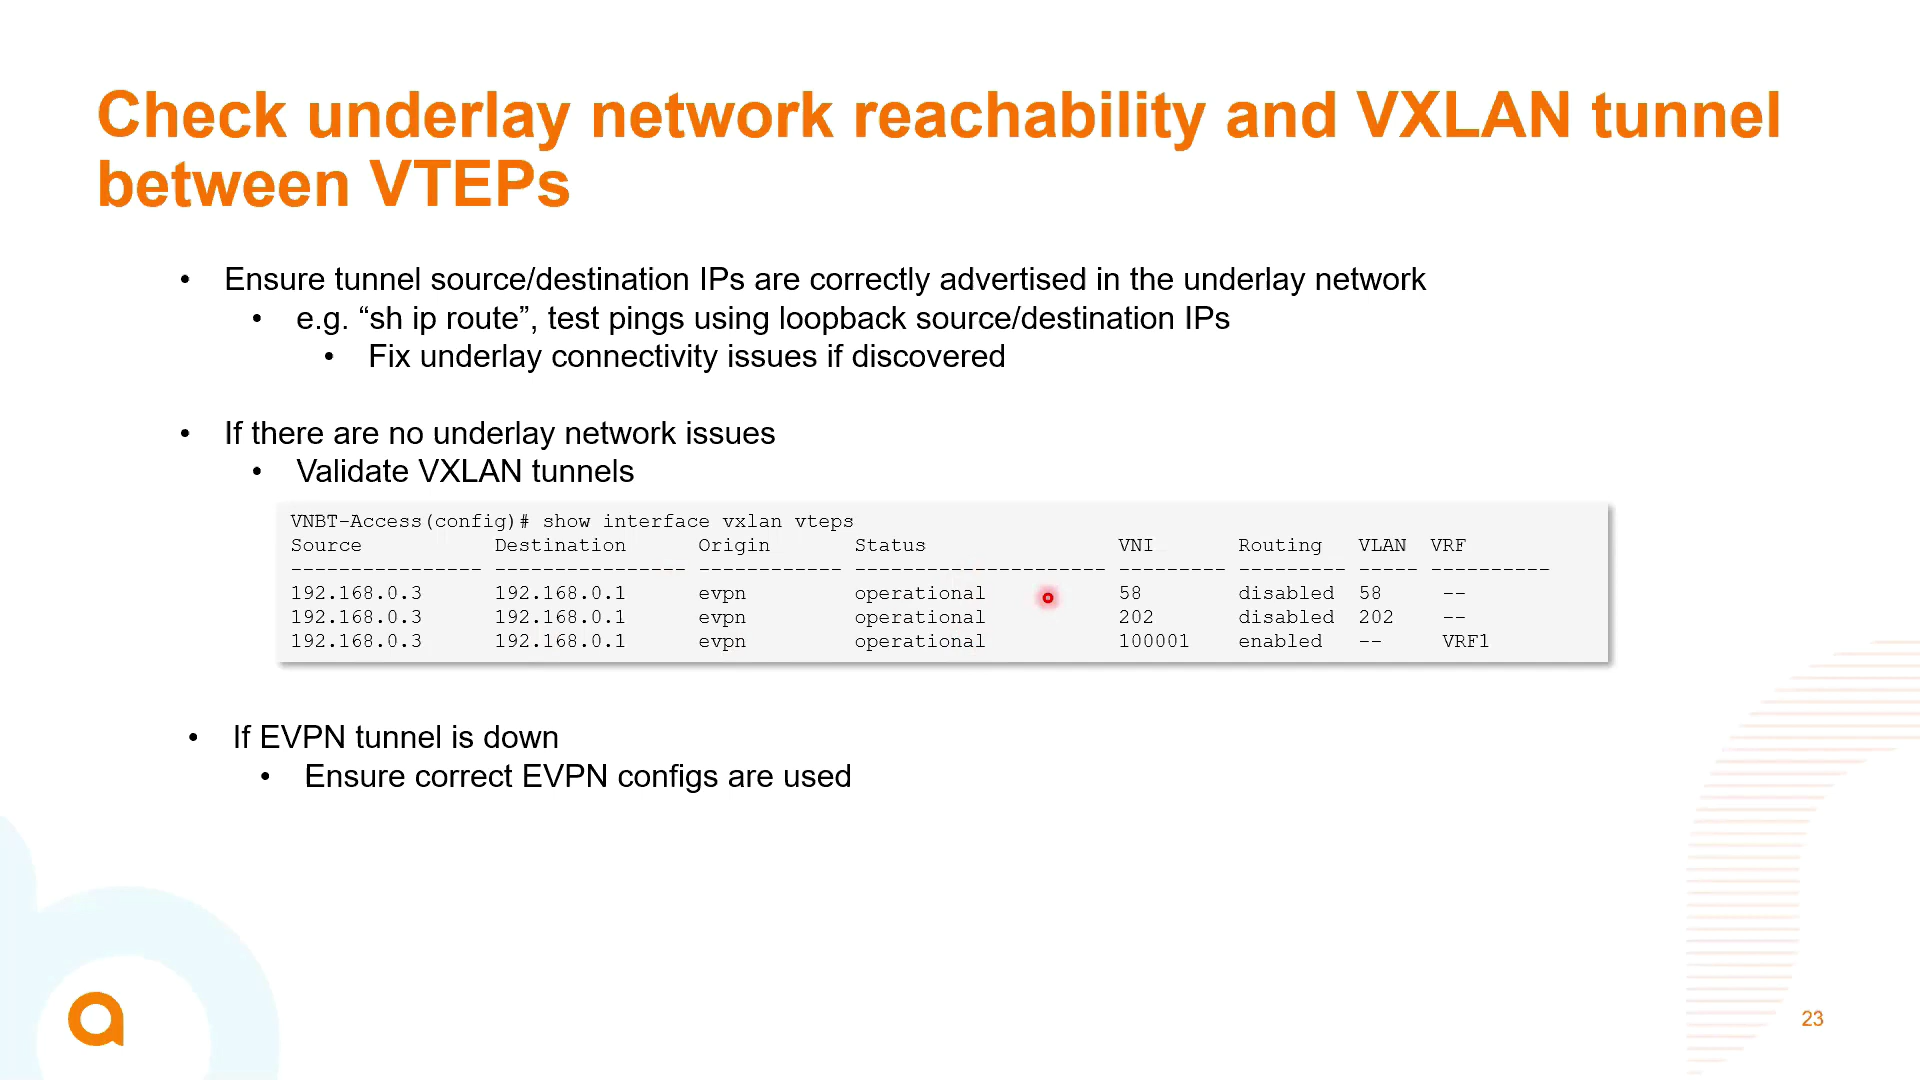 Check underlay network reachability and VXLAN tunnel
between VTEPs
• Ensure tunnel source/destination IPs are correctly advertised in the underlay network
• e.g. “sh ip route”, test pings using loopback source/destination IPs
• Fix underlay connectivity issues if discovered
• If there are no underlay network issues
• Validate VXLAN tunnels
VNBT-Access(config)# show interface vxlan vteps
Source           Destination      Origin       Status                VNI       Routing   VLAN  VRF
---------------- ---------------- ------------ --------------------- --------- --------- ----- ----------
192.168.0.3      192.168.0.1      evpn         operational           58        disabled  58     --
192.168.0.3      192.168.0.1      evpn         operational           202       disabled  202    --
192.168.0.3      192.168.0.1      evpn         operational           100001    enabled   --     VRF1
• If EVPN tunnel is down
• Ensure correct EVPN configs are used
23